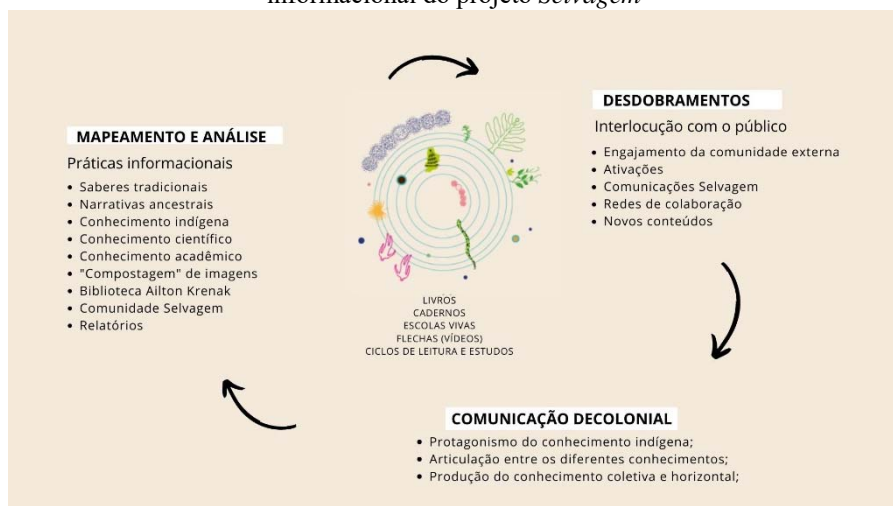 informacional do projeto Selvagem
MAPEAMENTO E ANÁLISE
Práticas informacionais
• Saberes tradicionais
• Narrativas ancestrais
• Conhecimento indígena
• Conhecimento científico
• Conhecimento acadêmico
• "Compostagem" de imagens
• Biblioteca Ailton Krenak
• Comunidade Selvagem
• Relatórios
LIVROS
CADERNOS
ESCOLAS VIVAS
FLECHAS (VÍDEOS)
CICLOS DE LEITURA E ESTUDOS
DESDOBRAMENTOS
Interlocução com o público
• Engajamento da comunidade externa
• Ativações
• Comunicações Selvagem
• Redes de colaboração
• Novos conteúdos
COMUNICAÇÃO DECOLONIAL
• Protagonismo do conhecimento indígena;
• Articulação entre os diferentes conhecimentos;
• Produção do conhecimento coletiva e horizontal;